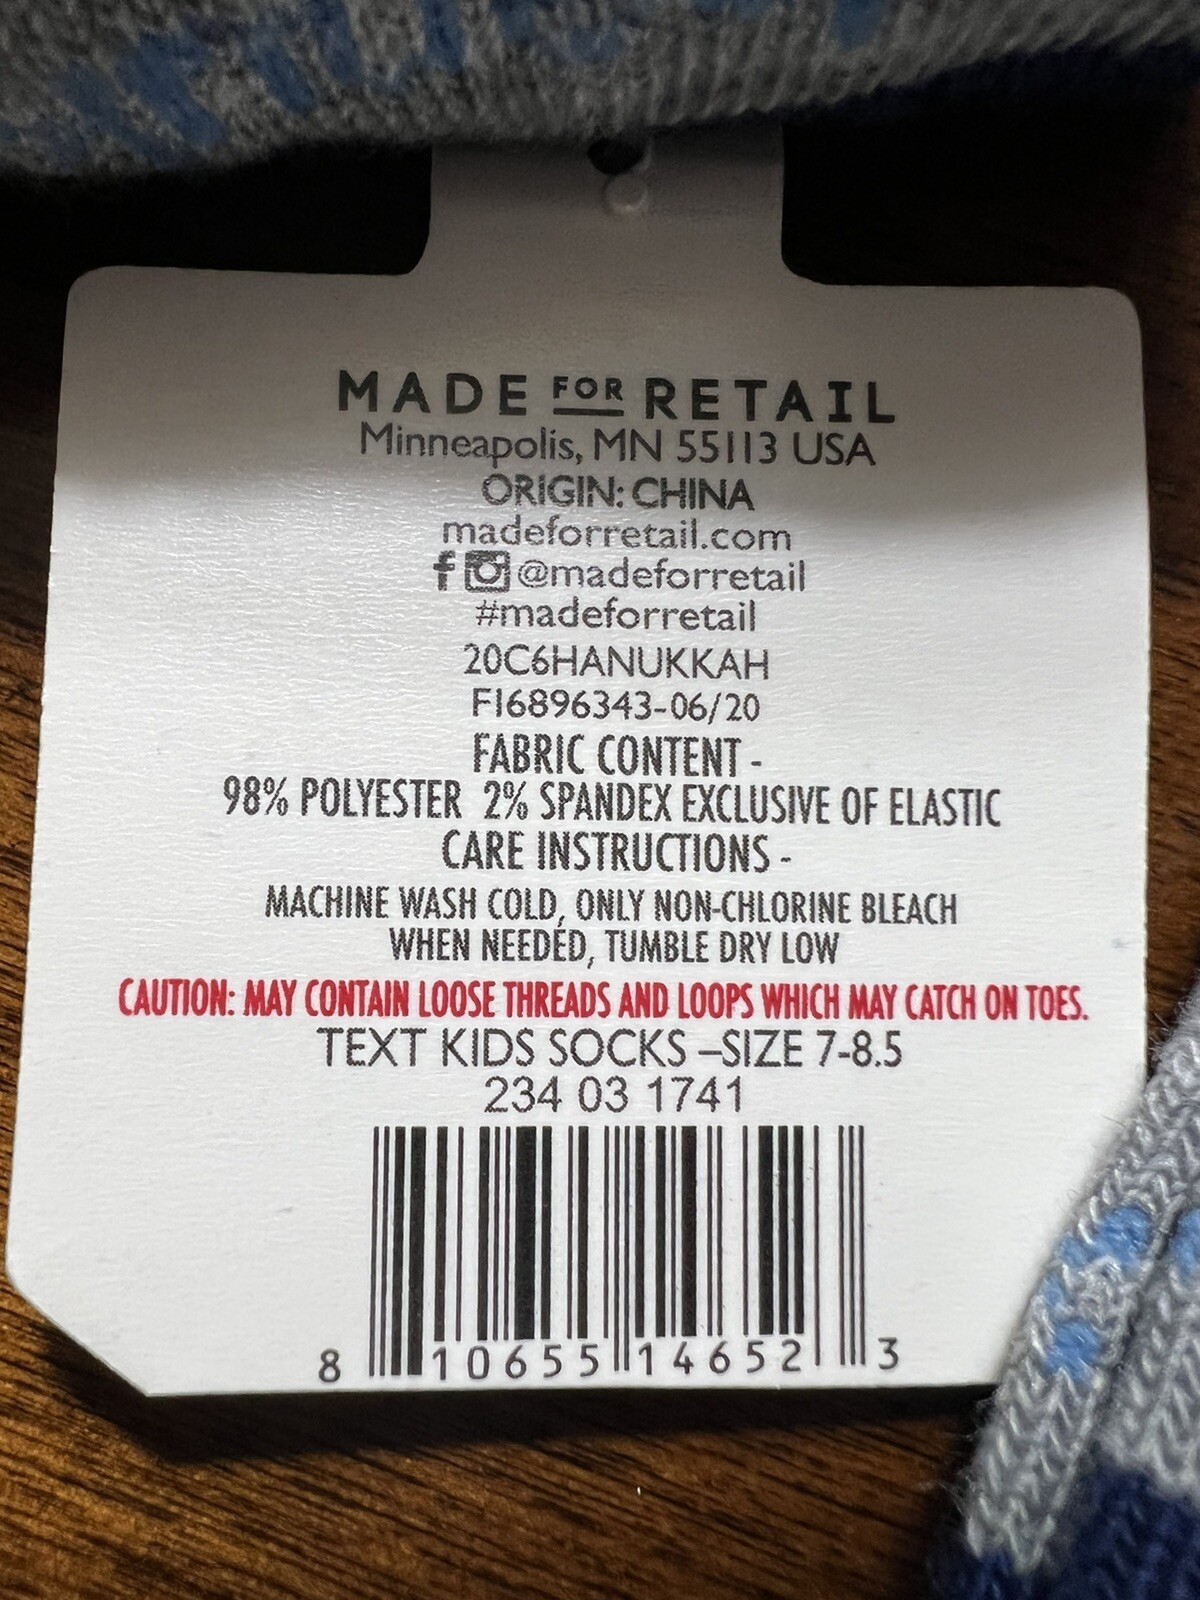 MADE FOR RETAIL
Minneapolis, MN 55113 USA
ORIGIN: CHINA
madeforretail.com
f @madeforretail
#madeforretail
20C6HANUKKAH
FI6896343-06/20
FABRIC CONTENT -
98% POLYESTER 2% SPANDEX EXCLUSIVE OF ELASTIC
CARE INSTRUCTIONS -
MACHINE WASH COLD, ONLY NON-CHLORINE BLEACH
WHEN NEEDED, TUMBLE DRY LOW
CAUTION: MAY CONTAIN LOOSE THREADS AND LOOPS WHICH MAY CATCH ON TOES.
TEXT KIDS SOCKS –SIZE 7-8.5
234 03 1741
8 10655 14652 3